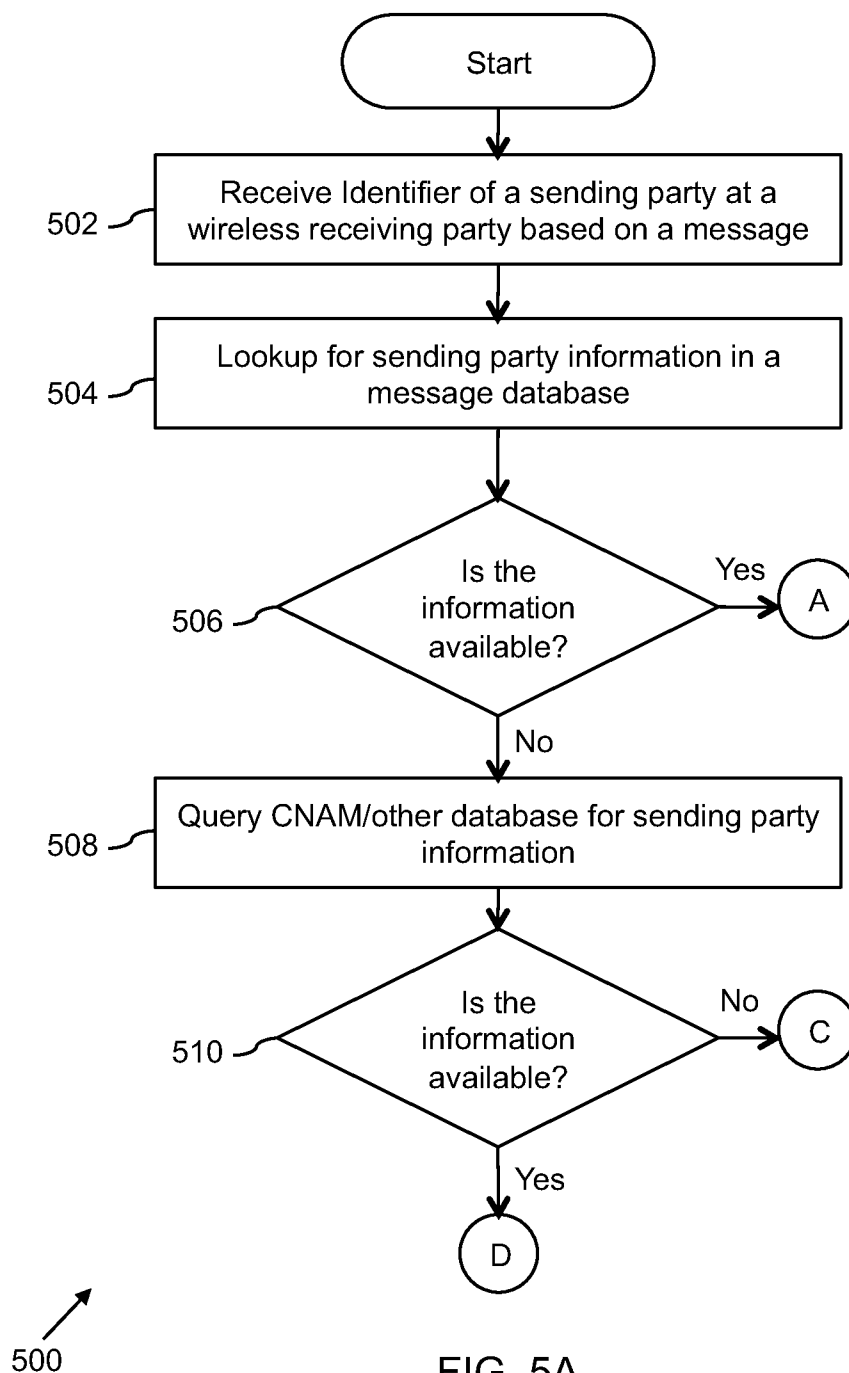 Start
502
Receive Identifier of a sending party at a
wireless receiving party based on a message
504
Lookup for sending party information in a
message database
506
Is the
information
available?
Yes
A
No
508
Query CNAM/other database for sending party
information
510
Is the
information
available?
No
C
Yes
D
500
FIG. 5A